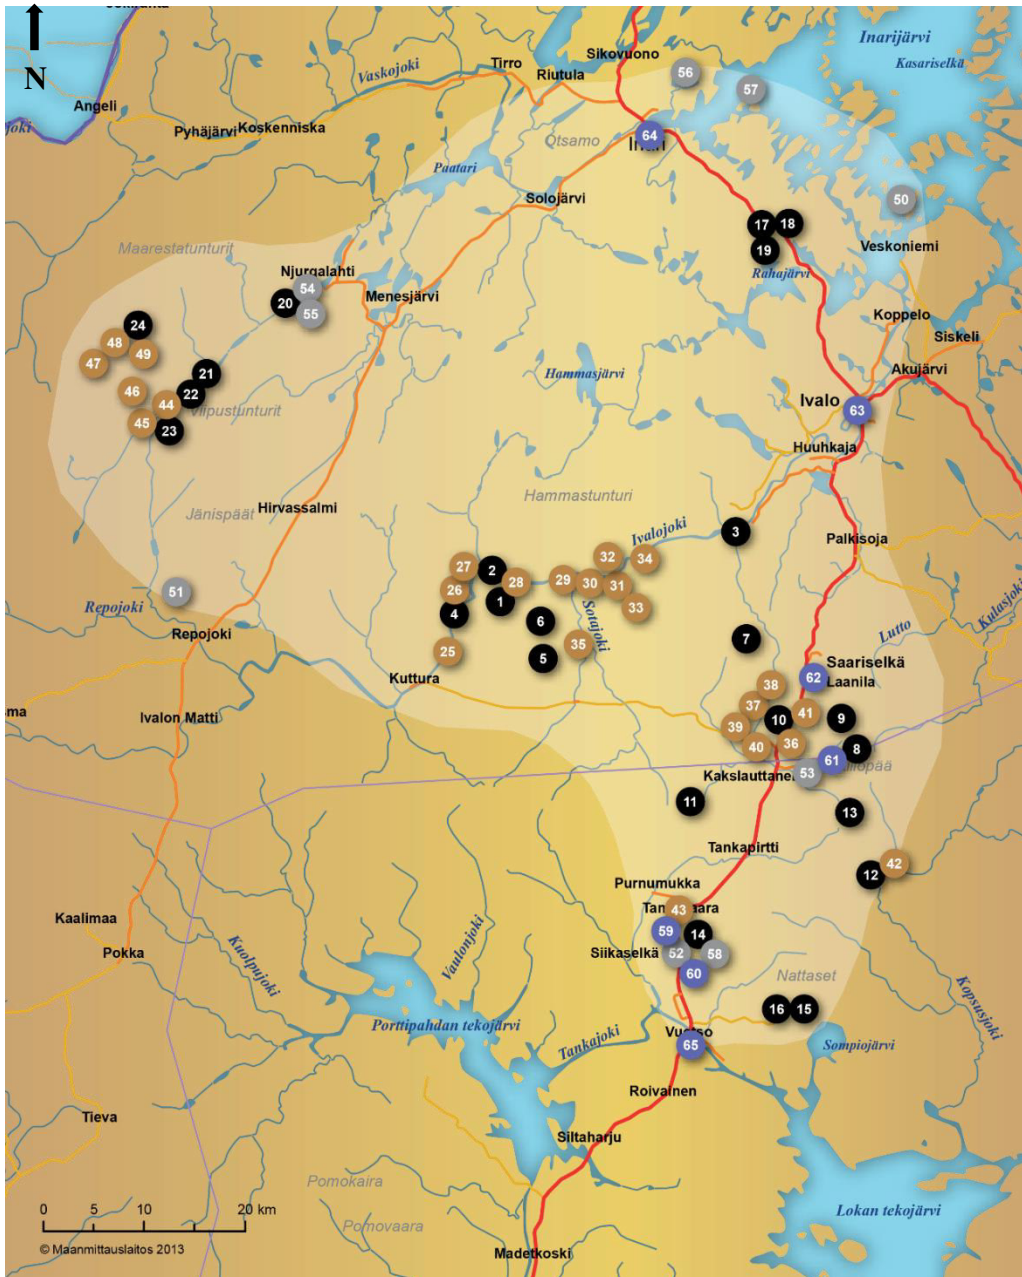 Inarijärvi
Sikovuono
Kasariselkä
Tirro
Vaskojoki
Riutula
56
57
N
Angeli
joki
Pyhäjärvi
Koskenniska
64
Otsamo
Paatari
Solojärvi
50
17
18
Maarestatunturit
19
Veskoniemi
Rahajärvi
Njurgalahti
54
20
55
Menesjärvi
Koppelo
24
48
49
47
Siskeli
21
Hammasjärvi
Akujärvi
46
22
44
Ivalo
63
45
23
Viipustunturit
Huuhkaja
Hammastunturi
Jänispäät
Hirvassalmi
Ivalojoki
3
Palkisoja
32
34
27
2
28
29
30
31
26
51
1
33
Repojoki
4
6
Sotajoki
Kulasjoki
Repojoki
35
7
Lutto
25
5
Saariselkä
62
Laanila
Kuttura
38
37
41
9
Ivalon Matti
10
39
36
40
8
61
53
Kakslauttanen
11
13
Tankapirtti
42
12
Purnumukka
43
59
14
Kaalimaa
Siikaselkä
52
58
Pokka
60
Nattaset
Kuolpujoki
Vaulonjoki
Kopsusjoki
16
15
Porttipahdan tekojärvi
Tankajoki
Vuotso
65
Sompiojärvi
Roivainen
Tieva
Siltaharju
Pomokaira
0 5 10 20 km
Pomovaara
Lokan tekojärvi
© Maanmittauslaitos 2013
Madetkoski